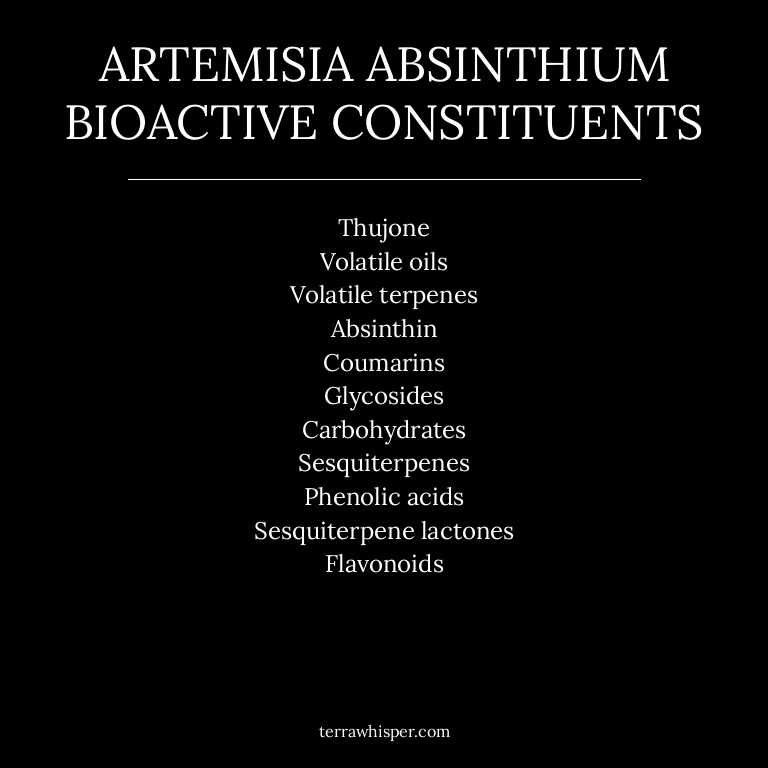 ARTEMISIA ABSINTHIUM
BIOACTIVE CONSTITUENTS
Thujone
Volatile oils
Volatile terpenes
Absinthin
Coumarins
Glycosides
Carbohydrates
Sesquiterpenes
Phenolic acids
Sesquiterpene lactones
Flavonoids
terrawhisper.com